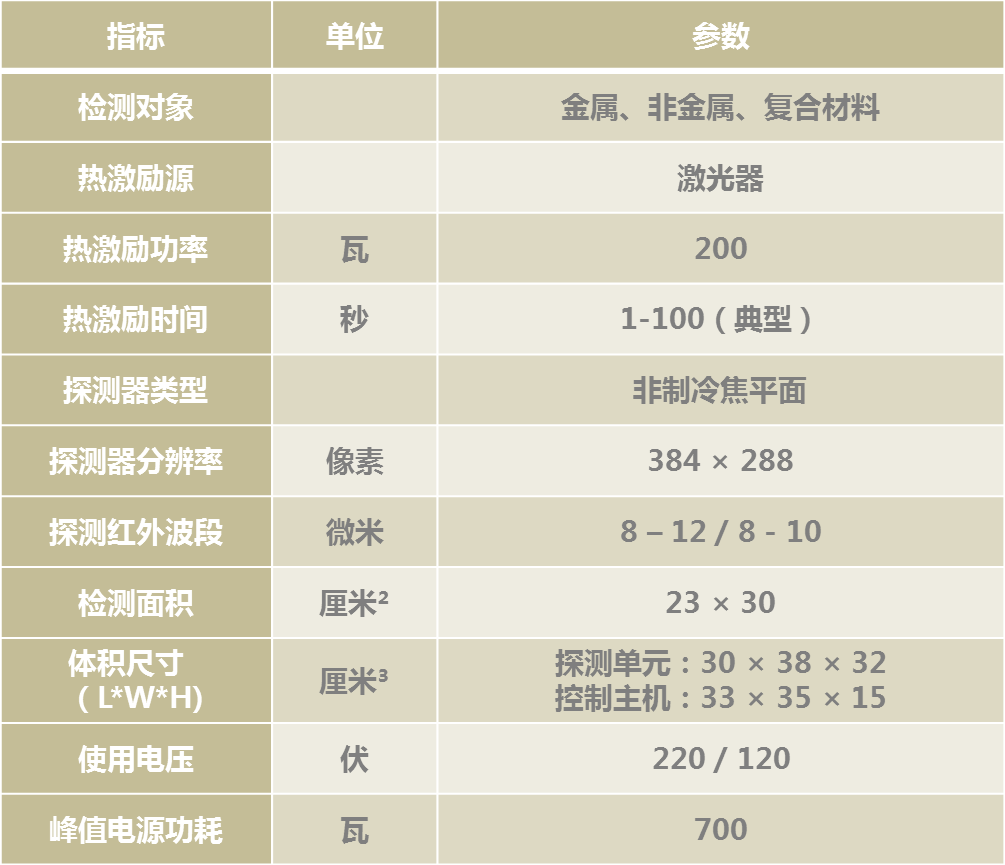 指标 单位 参数
检测对象 金属、非金属、复合材料
热激励源 激光器
热激励功率 瓦 200
热激励时间 秒 1-100（典型）
探测器类型 非制冷焦平面
探测器分辨率 像素 384 × 288
探测红外波段 微米 8 – 12 / 8 - 10
检测面积 厘米² 23 × 30
体积尺寸
（L*W*H)
厘米³
探测单元：30 × 38 × 32
控制主机：33 × 35 × 15
使用电压 伏 220 / 120
峰值电源功耗 瓦 700